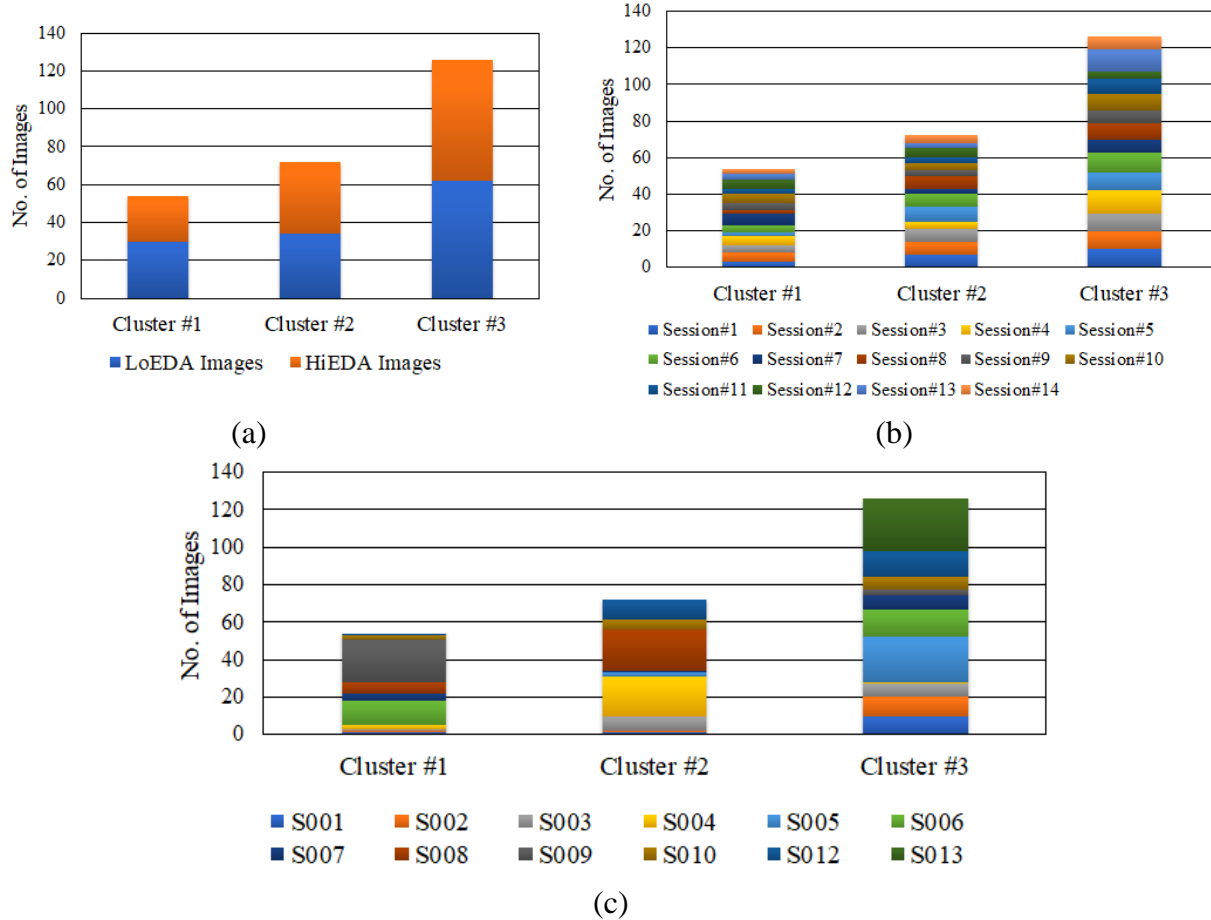 140
120
100
80
60
40
20
0
No. of Images
Cluster #1 Cluster #2 Cluster #3
LoEDA Images HiEDA Images
(a)
140
120
100
80
60
40
20
0
No. of Images
Cluster #1 Cluster #2 Cluster #3
Session#1 Session#2 Session#3 Session#4 Session#5
Session#6 Session#7 Session#8 Session#9 Session#10
Session#11 Session#12 Session#13 Session#14
(b)
140
120
100
80
60
40
20
0
No. of Images
Cluster #1 Cluster #2 Cluster #3
S001 S002 S003 S004 S005 S006
S007 S008 S009 S010 S012 S013
(c)